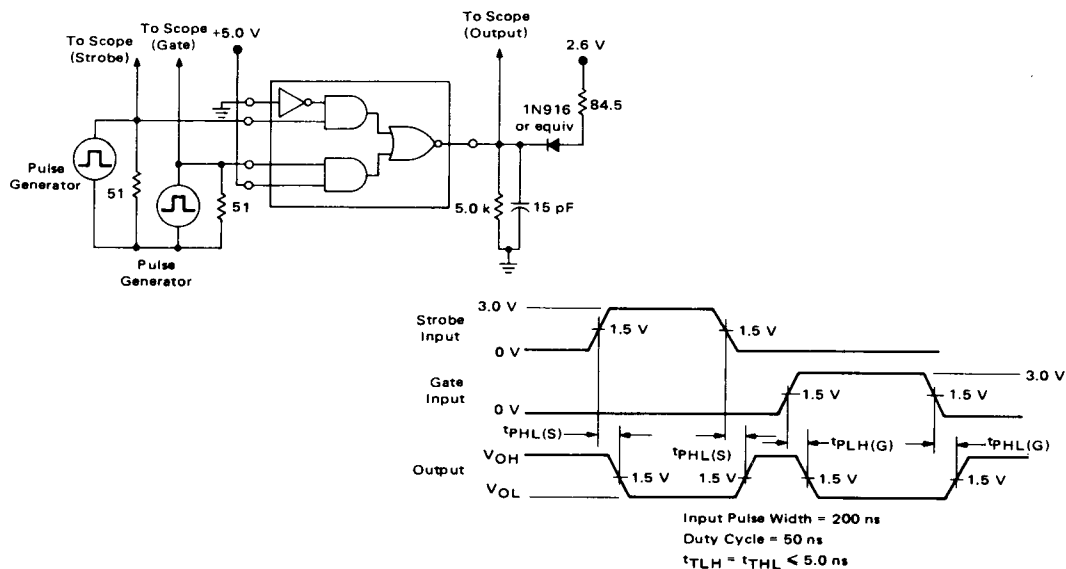 To Scope
(Strobe)
To Scope
(Gate)
+5.0 V
To Scope
(Output)
2.6 V
84.5
1N916
or equiv
Pulse
Generator
51
51
5.0 k
15 pF
Pulse
Generator
3.0 V
Strobe
Input
1.5 V
1.5 V
0 V
3.0 V
Gate
Input
1.5 V
1.5 V
0 V
tPHL(S)
tPHL(S)
tPLH(G)
tPHL(G)
Output
VOH
1.5 V
1.5 V
1.5 V
1.5 V
VOL
Input Pulse Width = 200 ns
Duty Cycle = 50 ns
tTLH = tTHL ≤ 5.0 ns